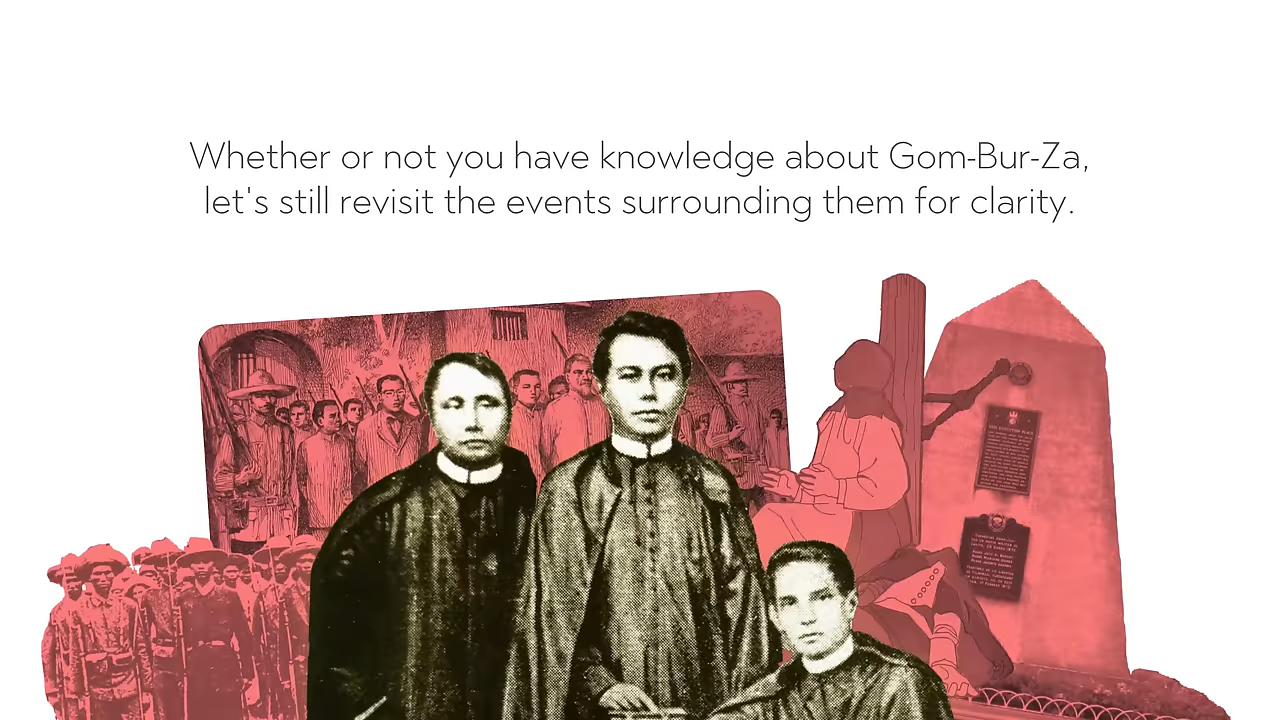 Whether or not you have knowledge about Gom-Bur-Za,
let's still revisit the events surrounding them for clarity.